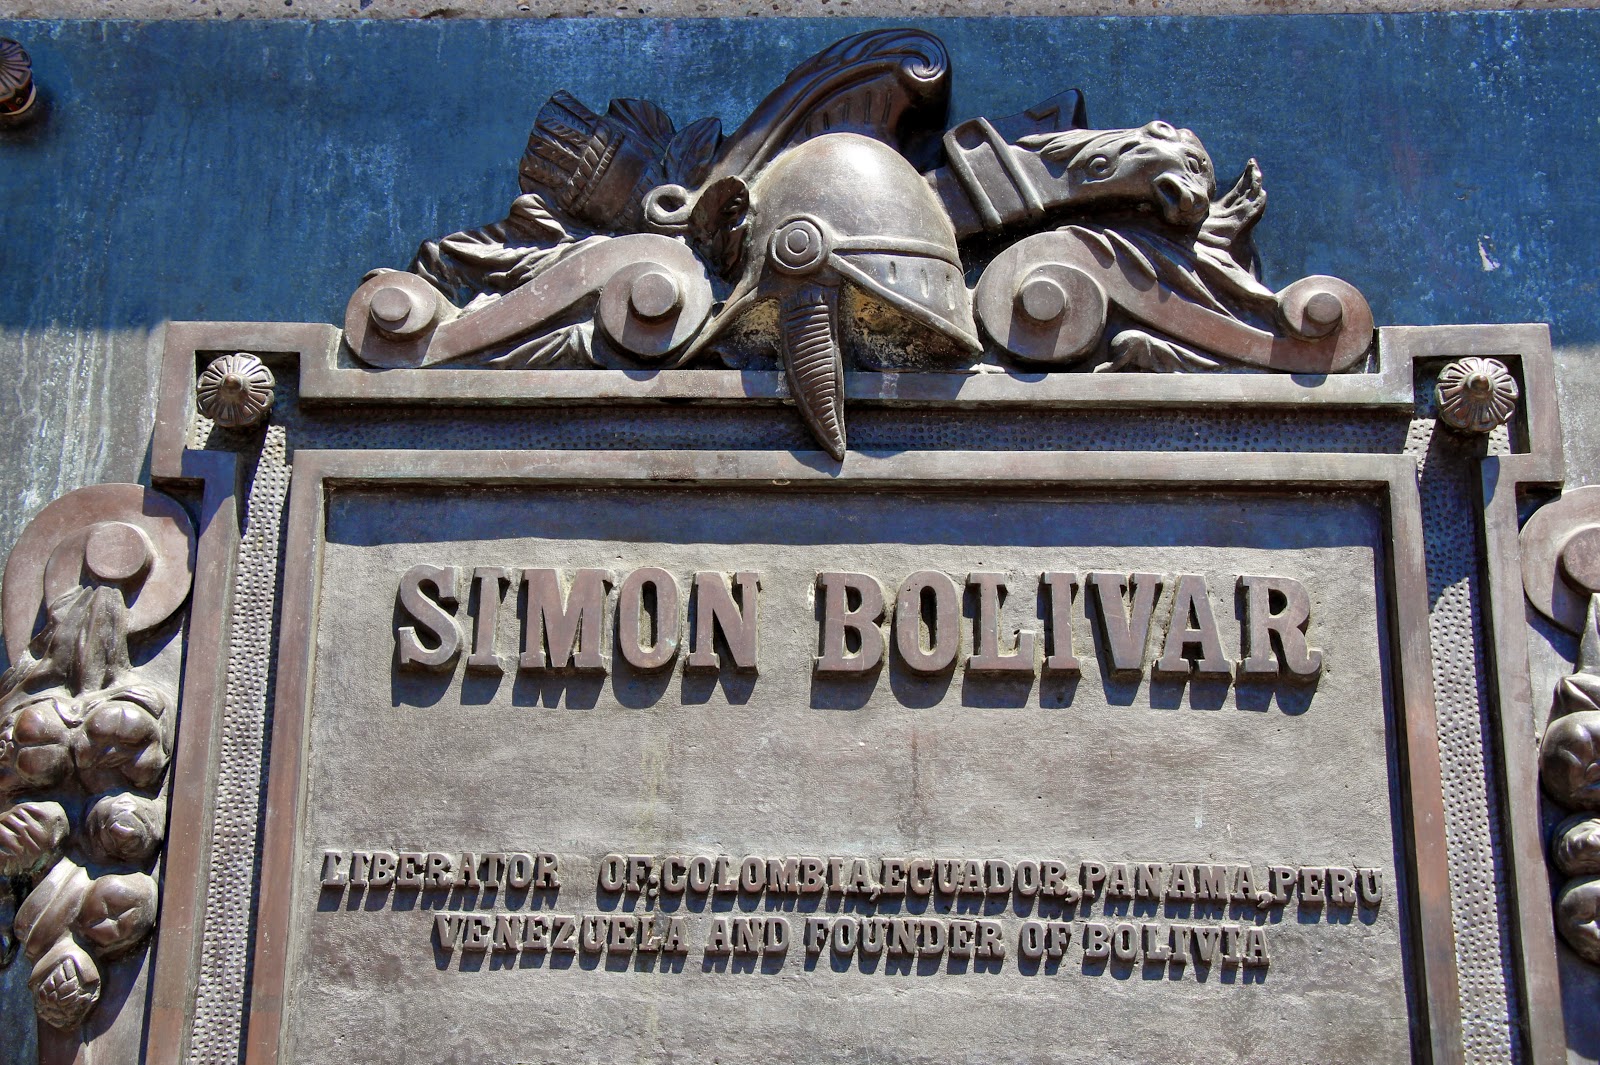 SIMON BOLIVAR
LIBERATOR OF:COLOMBIA,ECUADOR,PANAMA,PERU
VENEZUELA AND FOUNDER OF BOLIVIA